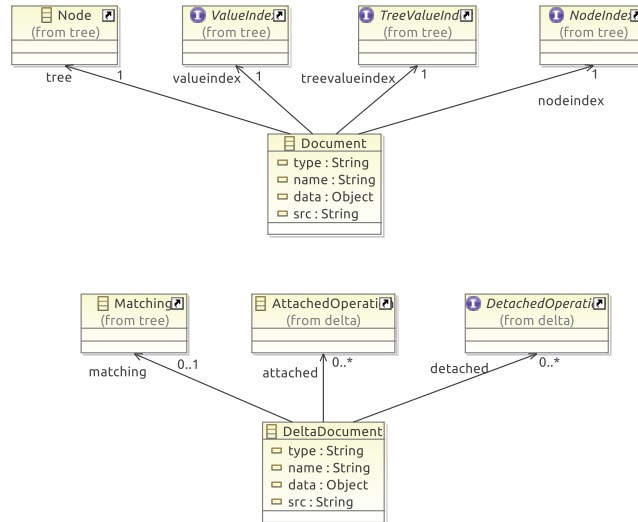 Node
(from tree)
ValueIndex
(from tree)
TreeValueInd
(from tree)
NodeIndex
(from tree)
tree
1
valueindex
1
treevalueindex
1
1
nodeindex
Document
type : String
name : String
data : Object
src : String
Matching
(from tree)
AttachedOperation
(from delta)
DetachedOperati
(from delta)
matching
0..1
attached
0..*
detached
0..*
DeltaDocument
type : String
name : String
data : Object
src : String